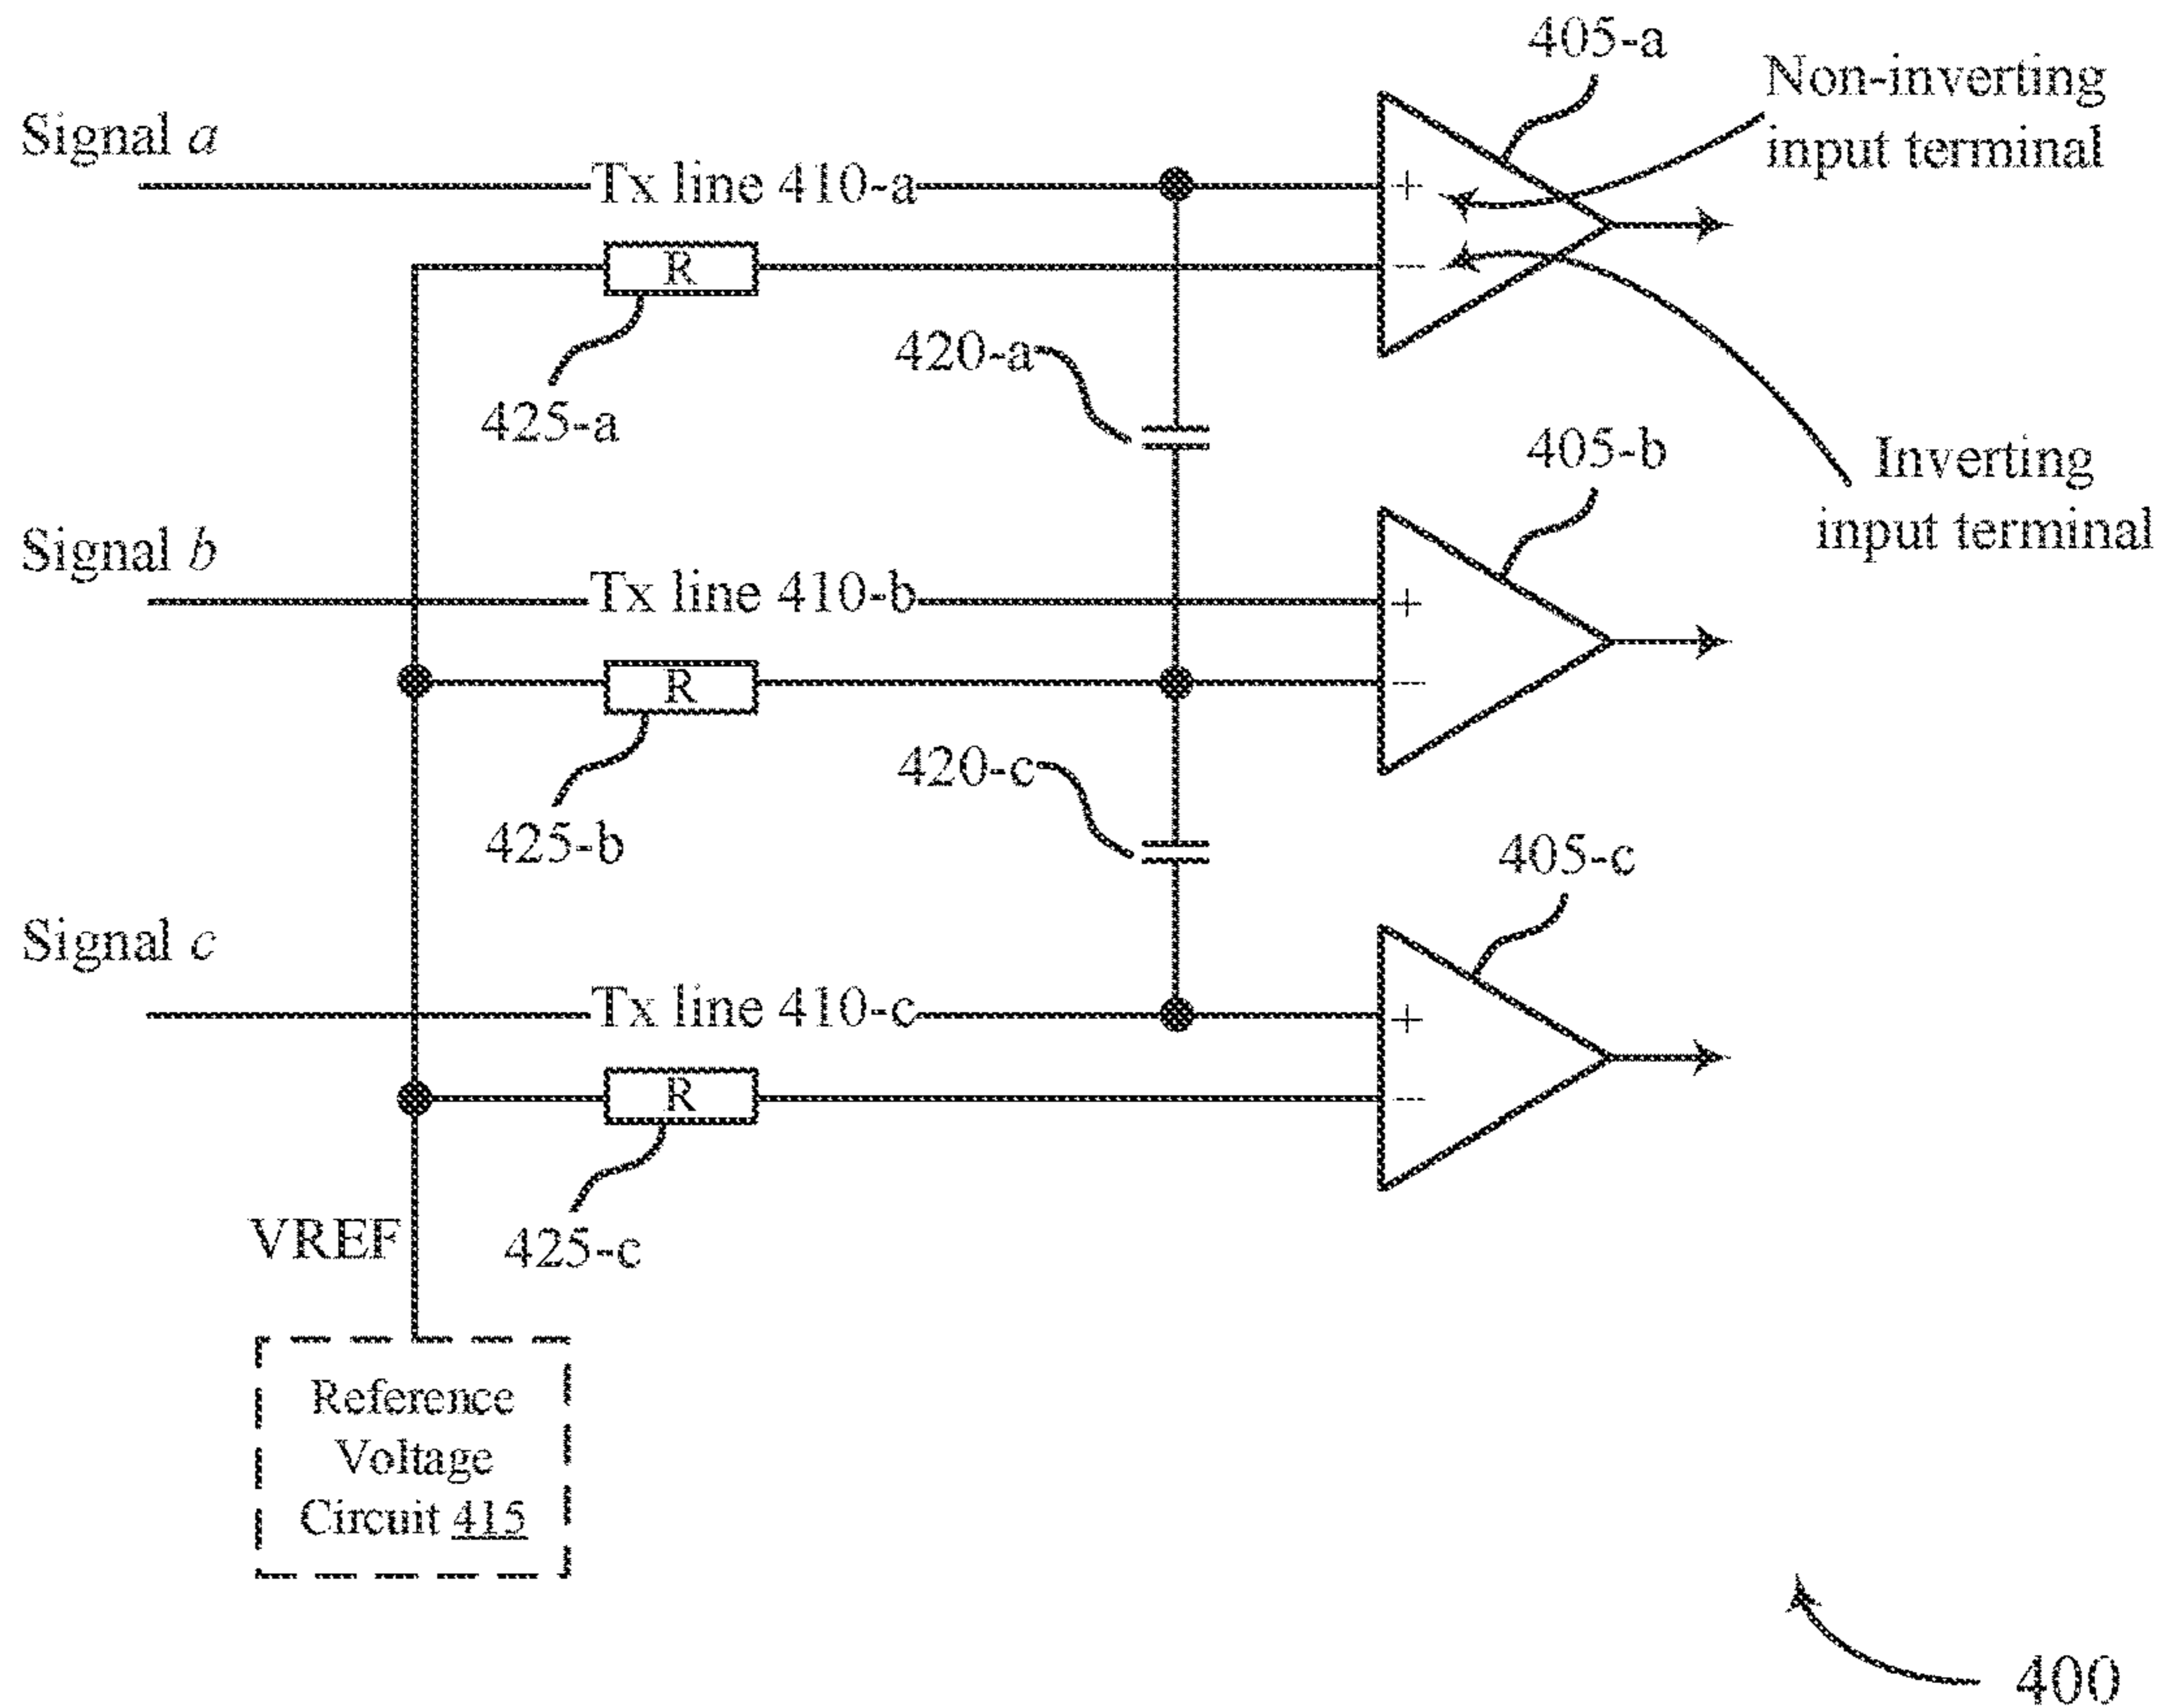 405-a
Non-inverting
input terminal
Signal a
Tx line 410-a
+
R
-
420-a
425-a
405-b
Inverting
input terminal
Signal b
Tx line 410-b
+
R
-
420-c
425-b
405-c
Signal c
Tx line 410-c
+
R
-
VREF
425-c
Reference
Voltage
Circuit 415
400